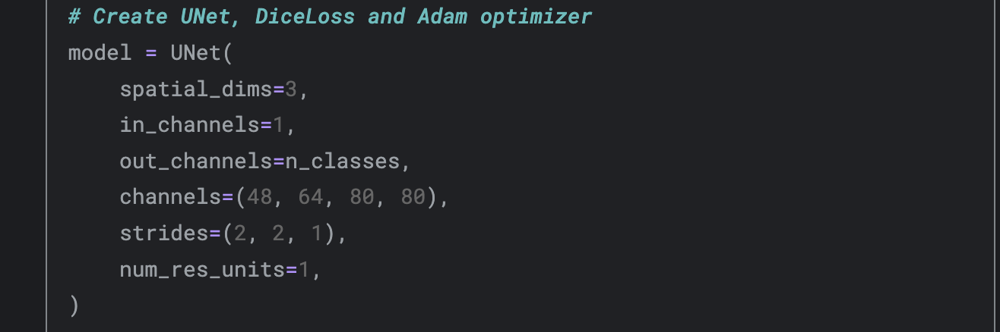 # Create UNet, DiceLoss and Adam optimizer
model = UNet(
    spatial_dims=3,
    in_channels=1,
    out_channels=n_classes,
    channels=(48, 64, 80, 80),
    strides=(2, 2, 1),
    num_res_units=1,
)